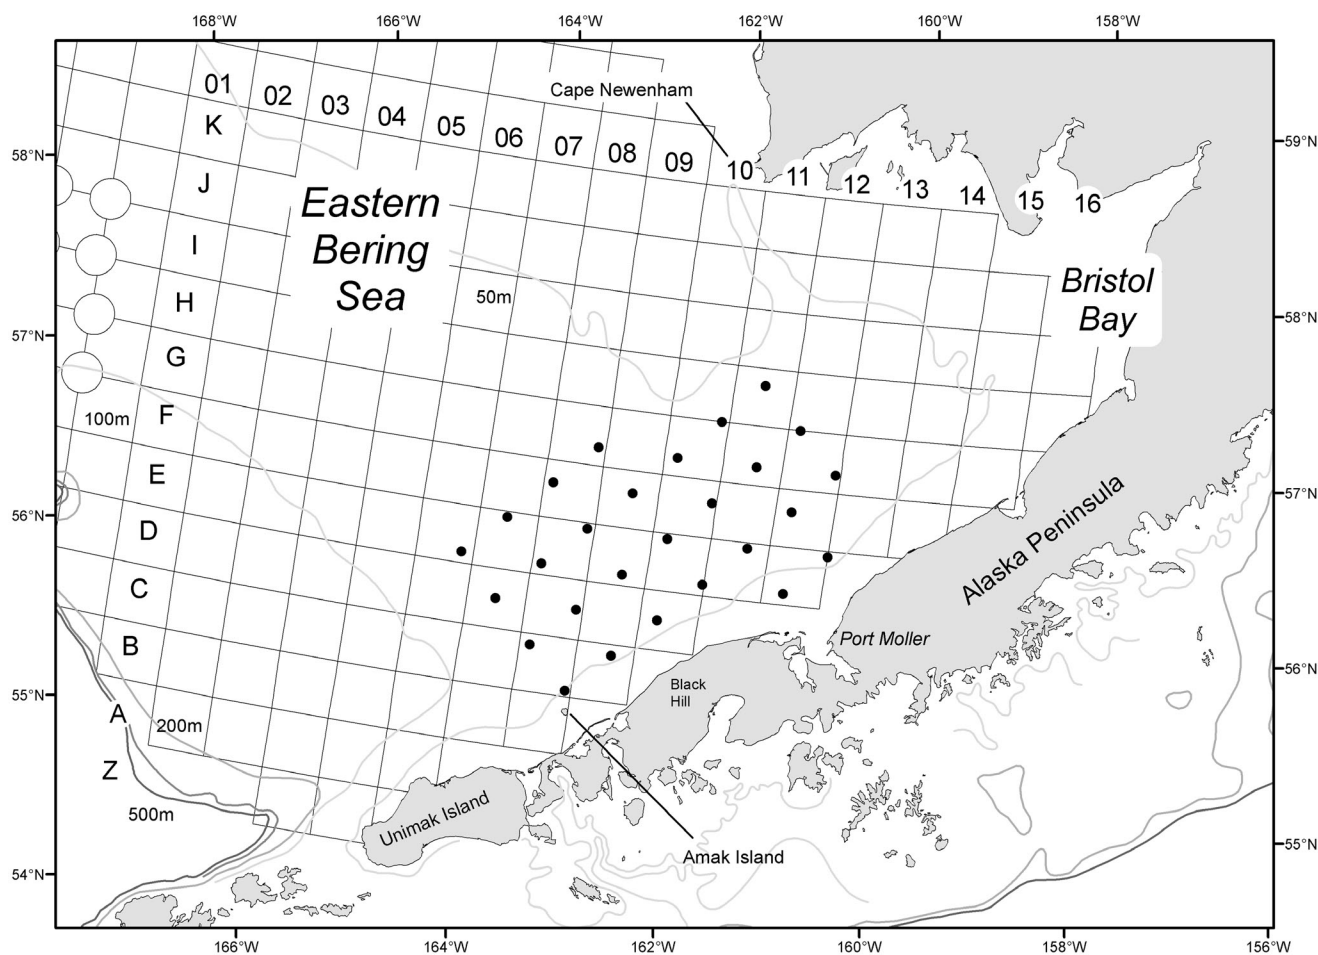 168°W
166°W
164°W
162°W
160°W
158°W
01
02
03
04
05
06
07
08
09
10
11
12
13
14
15
16
Cape Newenham
K
J
I
H
G
F
E
D
C
B
A
Z
58°N
57°N
56°N
55°N
54°N
59°N
58°N
57°N
56°N
55°N
Eastern
Bering
Sea
50m
Bristol
Bay
100m
Alaska Peninsula
Port Moller
Black
Hill
200m
500m
Unimak Island
Amak Island
166°W
164°W
162°W
160°W
158°W
156°W